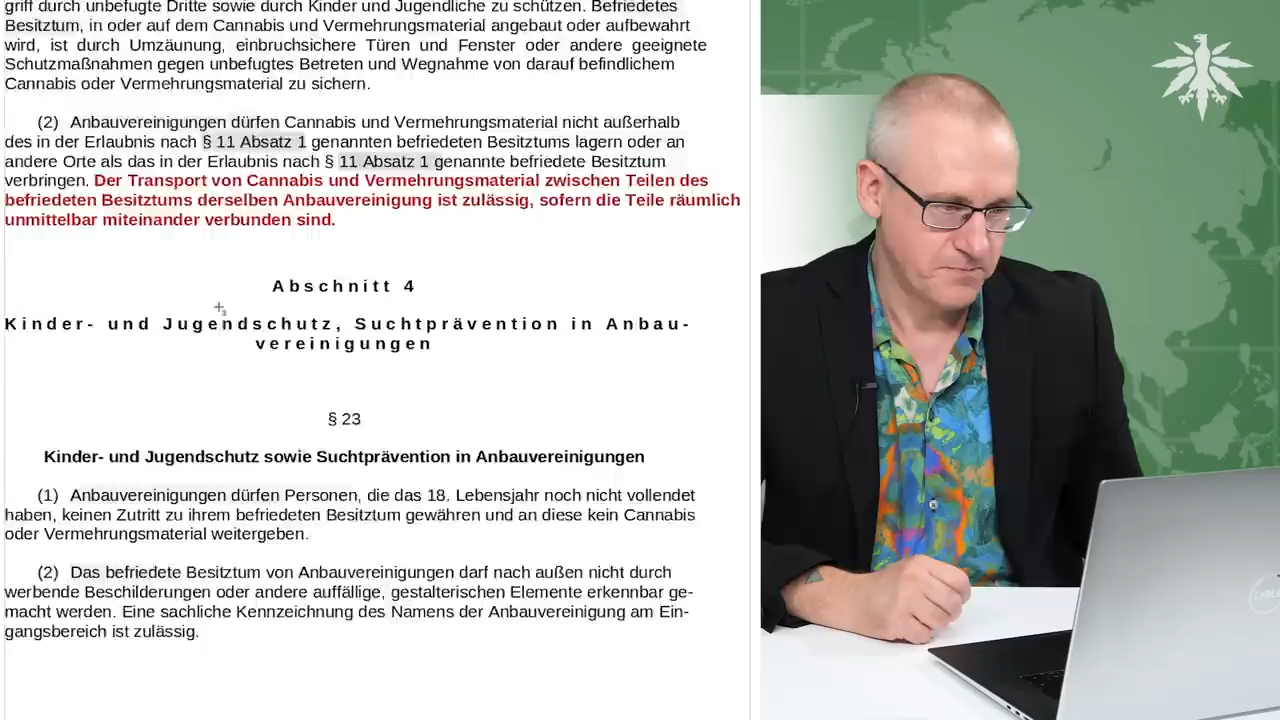 griff durch unbefugte Dritte sowie durch Kinder und Jugendliche zu schützen. Befriedetes
Besitztum, in oder auf dem Cannabis und Vermehrungsmaterial angebaut oder aufbewahrt
wird, ist durch Umzäunung, einbruchsichere Türen und Fenster oder andere geeignete
Schutzmaßnahmen gegen unbefugtes Betreten und Wegnahme von darauf befindlichem
Cannabis oder Vermehrungsmaterial zu sichern.
(2) Anbauvereinigungen dürfen Cannabis und Vermehrungsmaterial nicht außerhalb
des in der Erlaubnis nach § 11 Absatz 1 genannten befriedeten Besitztums lagern oder an
andere Orte als das in der Erlaubnis nach § 11 Absatz 1 genannte befriedete Besitztum
verbringen. Der Transport von Cannabis und Vermehrungsmaterial zwischen Teilen des
befriedeten Besitztums derselben Anbauvereinigung ist zulässig, sofern die Teile räumlich
unmittelbar miteinander verbunden sind.
Abschnitt 4
Kinder- und Jugendschutz, Suchtprävention in Anbau-
vereinigungen
§ 23
Kinder- und Jugendschutz sowie Suchtprävention in Anbauvereinigungen
(1) Anbauvereinigungen dürfen Personen, die das 18. Lebensjahr noch nicht vollendet
haben, keinen Zutritt zu ihrem befriedeten Besitztum gewähren und an diese kein Cannabis
oder Vermehrungsmaterial weitergeben.
(2) Das befriedete Besitztum von Anbauvereinigungen darf nach außen nicht durch
werbende Beschilderungen oder andere auffällige, gestalterischen Elemente erkennbar ge-
macht werden. Eine sachliche Kennzeichnung des Namens der Anbauvereinigung am Ein-
gangsbereich ist zulässig.
DELL